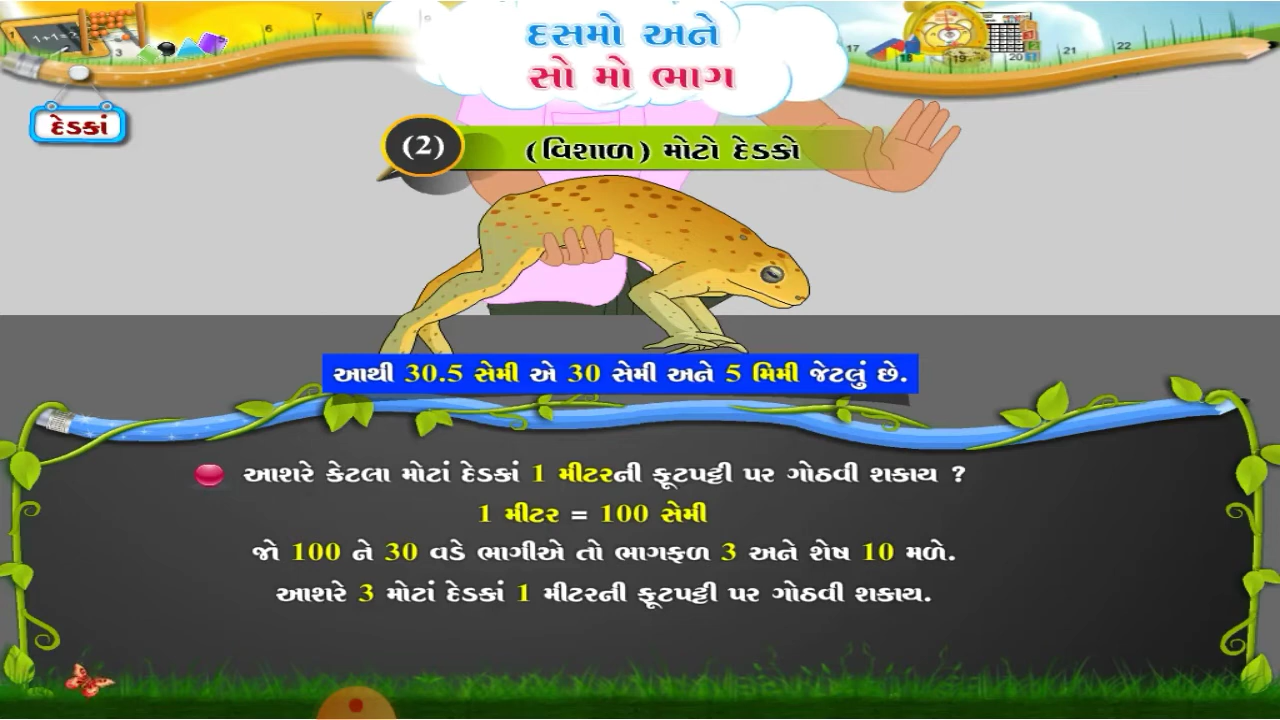 દસમો અને
સો મો ભાગ
દેડકાં
(2)
(વિશાળ) મોટો દેડકો
આથી 30.5 સેમી એ 30 સેમી અને 5 મિમી જેટલું છે.
આશરે કેટલા મોટાં દેડકાં 1 મીટરની ફૂટપટ્ટી પર ગોઠવી શકાય ?
1 મીટર = 100 સેમી
જો 100 ને 30 વડે ભાગીએ તો ભાગફળ 3 અને શેષ 10 મળે.
આશરે 3 મોટાં દેડકાં 1 મીટરની ફૂટપટ્ટી પર ગોઠવી શકાય.